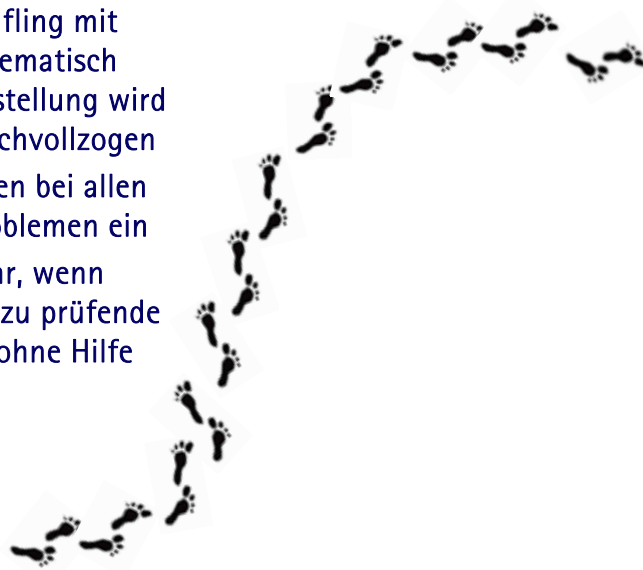 fling mit
ematisch
stellung wird
chvollzogen
en bei allen
blemen ein
r, wenn
zu prüfende
ohne Hilfe